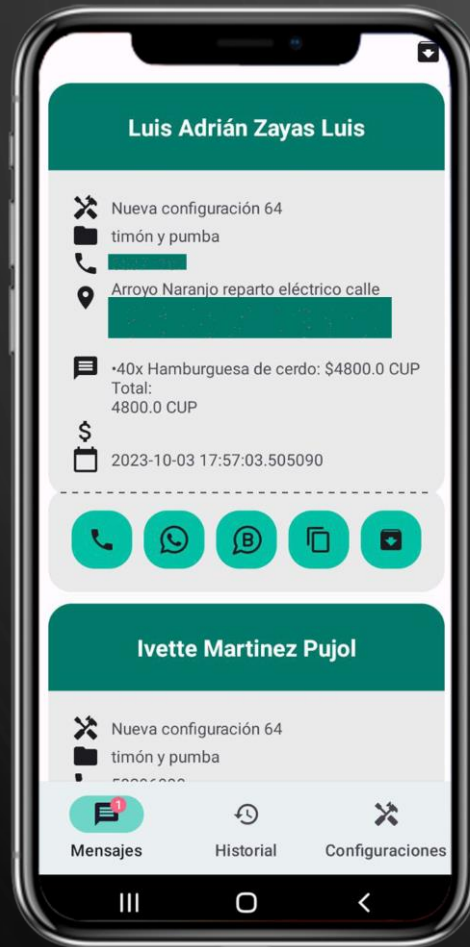 Luis Adrián Zayas Luis
Nueva configuración 64
timón y pumba
Arroyo Naranjo reparto eléctrico calle
•40x Hamburguesa de cerdo: $4800.0 CUP
Total:
4800.0 CUP
$
2023-10-03 17:57:03.505090
B
Ivette Martinez Pujol
Nueva configuración 64
timón y pumba
1
Mensajes
Historial
Configuraciones